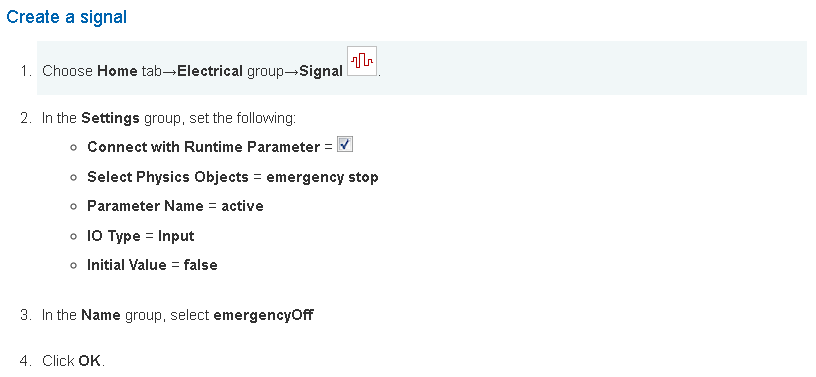 Create a signal
1. Choose Home tab→Electrical group→Signal .
2. In the Settings group, set the following:
Connect with Runtime Parameter =
Select Physics Objects = emergency stop
Parameter Name = active
IO Type = Input
Initial Value = false
3. In the Name group, select emergencyOff
4. Click OK.